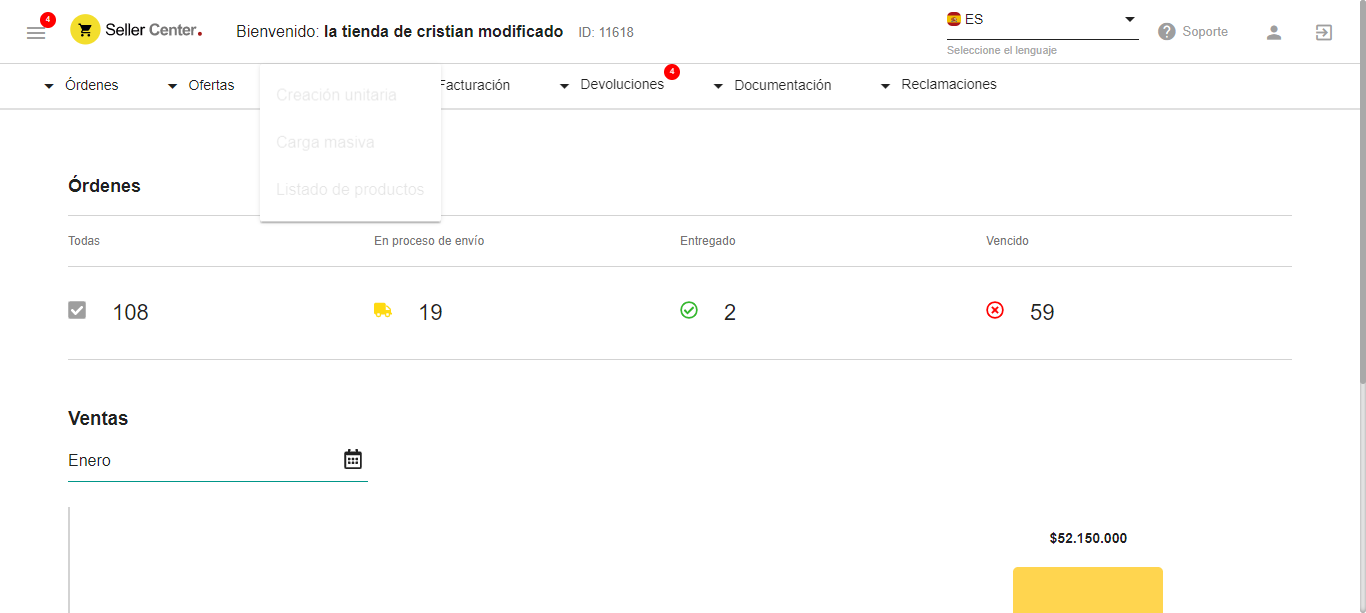 4
Seller Center.
Bienvenido: la tienda de cristian modificado ID: 11618
ES
Seleccione el lenguaje
Soporte
Órdenes
Ofertas
Facturación
Devoluciones
4
Documentación
Reclamaciones
Creación unitaria
Carga masiva
Listado de productos
Órdenes
Todas
En proceso de envío
Entregado
Vencido
108
19
2
59
Ventas
Enero
$52.150.000